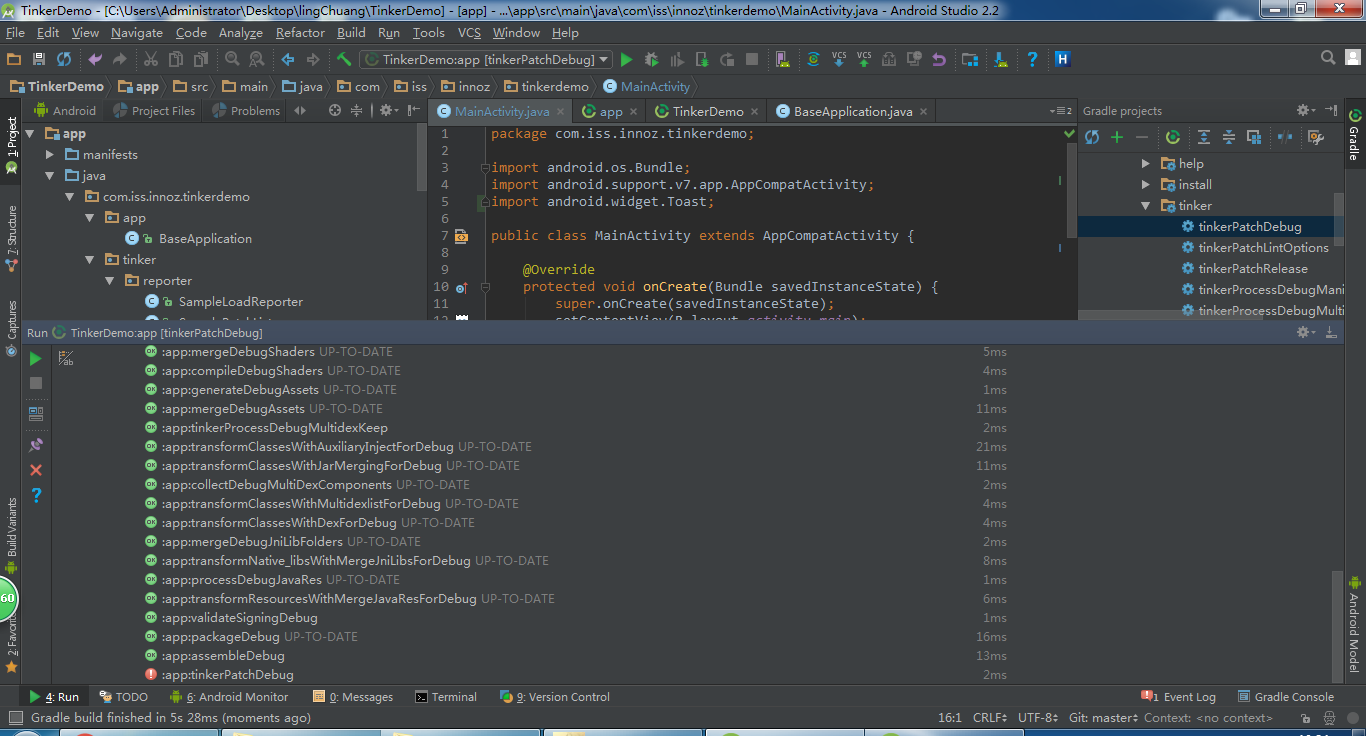 TinkerDemo - [C:\Users\Administrator\Desktop\lingChuang\TinkerDemo] - [app] - ...\app\src\main\java\com\iss\innoz\tinkerdemo\MainActivity.java - Android Studio 2.2
File Edit View Navigate Code Analyze Refactor Build Run Tools VCS Window Help
TinkerDemo:app [tinkerPatchDebug] VCS VCS ? H
TinkerDemo app src main java com iss innoz tinkerdemo MainActivity
Android Project Files Problems
MainActivity.java app TinkerDemo BaseApplication.java
Gradle projects
1: Project
7: Structure
Captures
Build Variants
2: Favorites
60
app
manifests
java
com.iss.innoz.tinkerdemo
app
BaseApplication
tinker
reporter
SampleLoadReporter
1 package com.iss.innoz.tinkerdemo;
2
3 import android.os.Bundle;
4 import android.support.v7.app.AppCompatActivity;
5 import android.widget.Toast;
6
7 public class MainActivity extends AppCompatActivity {
8
9 @Override
10 protected void onCreate(Bundle savedInstanceState) {
11 super.onCreate(savedInstanceState);
12 setContentView(R.layout.activity_main);
help
install
tinker
tinkerPatchDebug
tinkerPatchLintOptions
tinkerPatchRelease
tinkerProcessDebugMani
tinkerProcessDebugMulti
Gradle
Android Model
Run TinkerDemo:app [tinkerPatchDebug]
:app:mergeDebugShaders UP-TO-DATE 5ms
:app:compileDebugShaders UP-TO-DATE 4ms
:app:generateDebugAssets UP-TO-DATE 1ms
:app:mergeDebugAssets UP-TO-DATE 11ms
:app:tinkerProcessDebugMultidexKeep 2ms
:app:transformClassesWithAuxiliaryInjectForDebug UP-TO-DATE 21ms
:app:transformClassesWithJarMergingForDebug UP-TO-DATE 11ms
:app:collectDebugMultiDexComponents UP-TO-DATE 2ms
:app:transformClassesWithMultidexlistForDebug UP-TO-DATE 4ms
:app:transformClassesWithDexForDebug UP-TO-DATE 4ms
:app:mergeDebugJniLibFolders UP-TO-DATE 2ms
:app:transformNative_libsWithMergeJniLibsForDebug UP-TO-DATE 8ms
:app:processDebugJavaRes UP-TO-DATE 1ms
:app:transformResourcesWithMergeJavaResForDebug UP-TO-DATE 6ms
:app:validateSigningDebug 1ms
:app:packageDebug UP-TO-DATE 16ms
:app:assembleDebug 13ms
:app:tinkerPatchDebug 2ms
4: Run TODO 6: Android Monitor 0: Messages Terminal 9: Version Control 1 Event Log Gradle Console
Gradle build finished in 5s 28ms (moments ago) 16:1 CRLF UTF-8 Git: master Context: <no context>